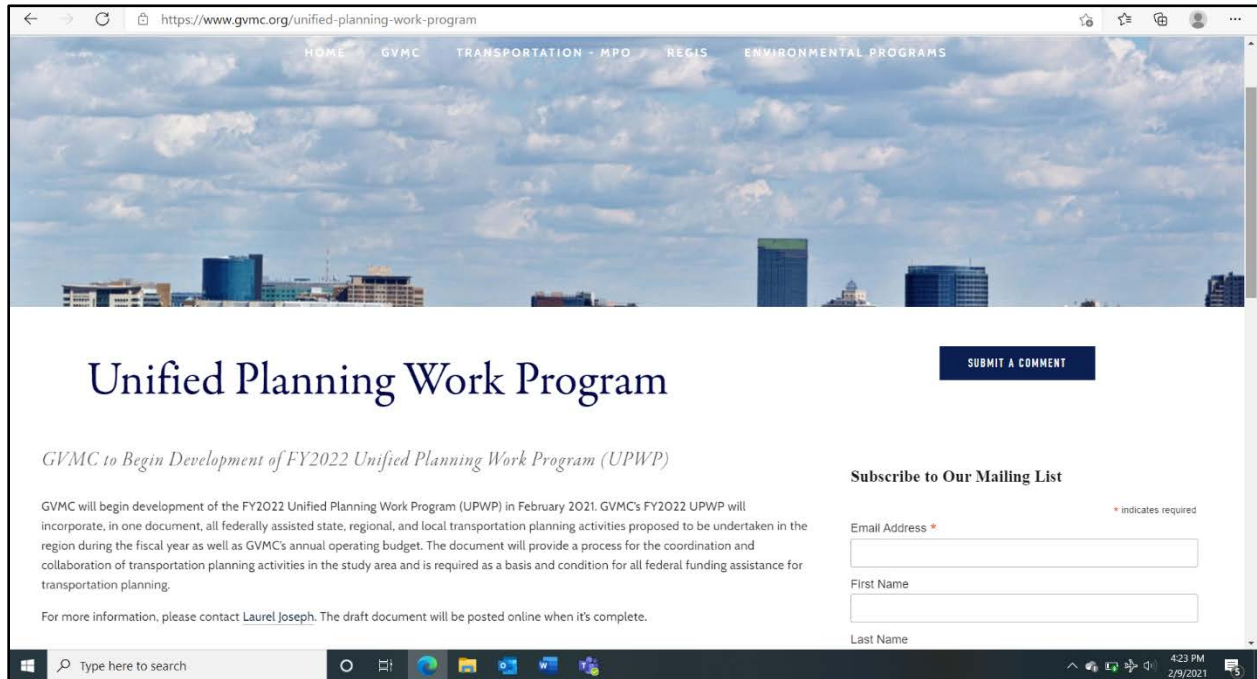 https://www.gvmc.org/unified-planning-work-program
HOME GVMC TRANSPORTATION - MPO REGIS ENVIRONMENTAL PROGRAMS
Unified Planning Work Program
SUBMIT A COMMENT
GVMC to Begin Development of FY2022 Unified Planning Work Program (UPWP)
GVMC will begin development of the FY2022 Unified Planning Work Program (UPWP) in February 2021. GVMC's FY2022 UPWP will
incorporate, in one document, all federally assisted state, regional, and local transportation planning activities proposed to be undertaken in the
region during the fiscal year as well as GVMC's annual operating budget. The document will provide a process for the coordination and
collaboration of transportation planning activities in the study area and is required as a basis and condition for all federal funding assistance for
transportation planning.
For more information, please contact Laurel Joseph. The draft document will be posted online when it's complete.
Subscribe to Our Mailing List
* indicates required
Email Address *
First Name
Last Name
Type here to search
4:23 PM
2/9/2021
5